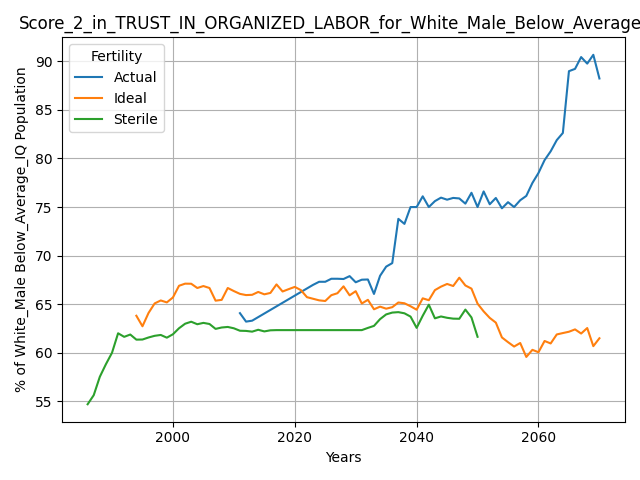 Score_2_in_TRUST_IN_ORGANIZED_LABOR_for_White_Male_Below_Average
Fertility
Actual
Ideal
Sterile
% of White_Male Below_Average_IQ Population
90
85
80
75
70
65
60
55
2000
2020
2040
2060
Years